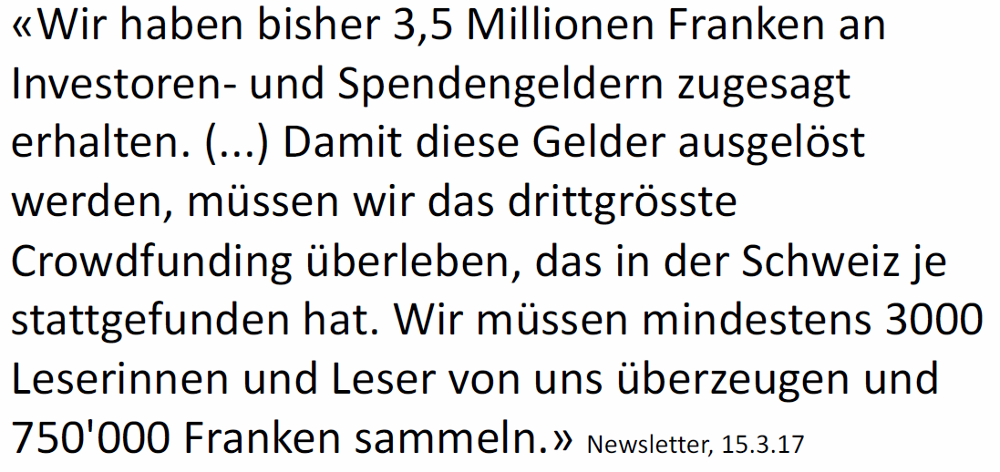 «Wir haben bisher 3,5 Millionen Franken an
Investoren- und Spendengeldern zugesagt
erhalten. (...) Damit diese Gelder ausgelöst
werden, müssen wir das drittgrösste
Crowdfunding überleben, das in der Schweiz je
stattgefunden hat. Wir müssen mindestens 3000
Leserinnen und Leser von uns überzeugen und
750'000 Franken sammeln.» Newsletter, 15.3.17